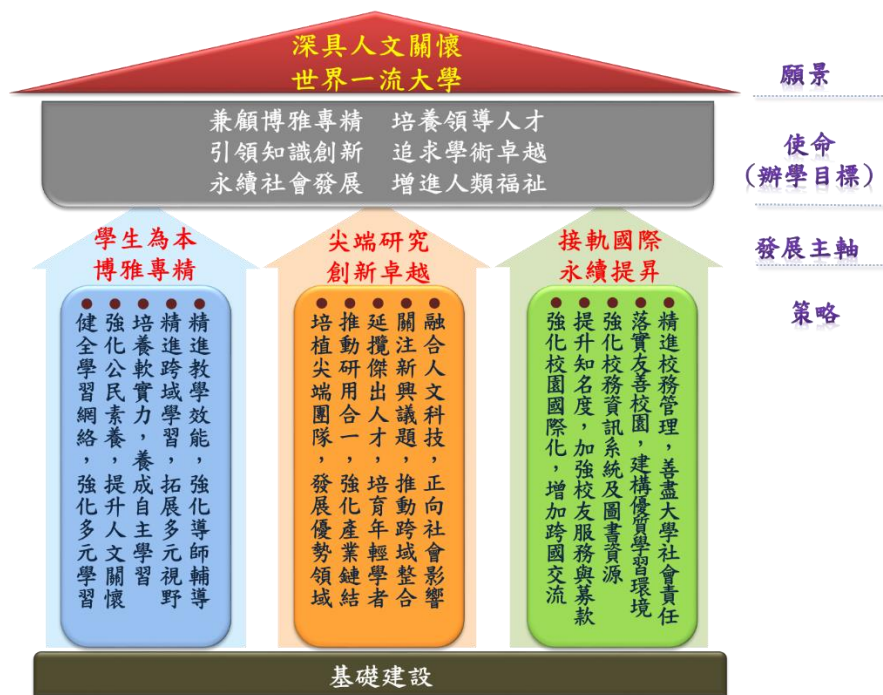 深具人文關懷
世界一流大學
願景
兼顧博雅專精 培養領導人才
引領知識創新 追求學術卓越
永續社會發展 增進人類福祉
使命
(辦學目標)
學生為本
博雅專精
尖端研究
創新卓越
接軌國際
永續提昇
發展主軸
策略
• 精進教學效能，強化導師輔導
• 精進跨域學習，拓展多元視野
• 培養軟實力，養成自主學習
• 強化公民素養，提升人文關懷
• 健全學習網絡，強化多元學習
• 融合人文科技，正向社會影響
• 關注新興議題，推動跨域整合
• 延攬傑出人才，培育年輕學者
• 推動研用合一，強化產業鏈結
• 培植尖端團隊，發展優勢領域
• 精進校務管理，善盡大學社會責任
• 落實友善校園，建構優質學習環境
• 強化校務資訊系統及圖書資源
• 提升知名度，加強校友服務與募款
• 強化校園國際化，增加跨國交流
基礎建設